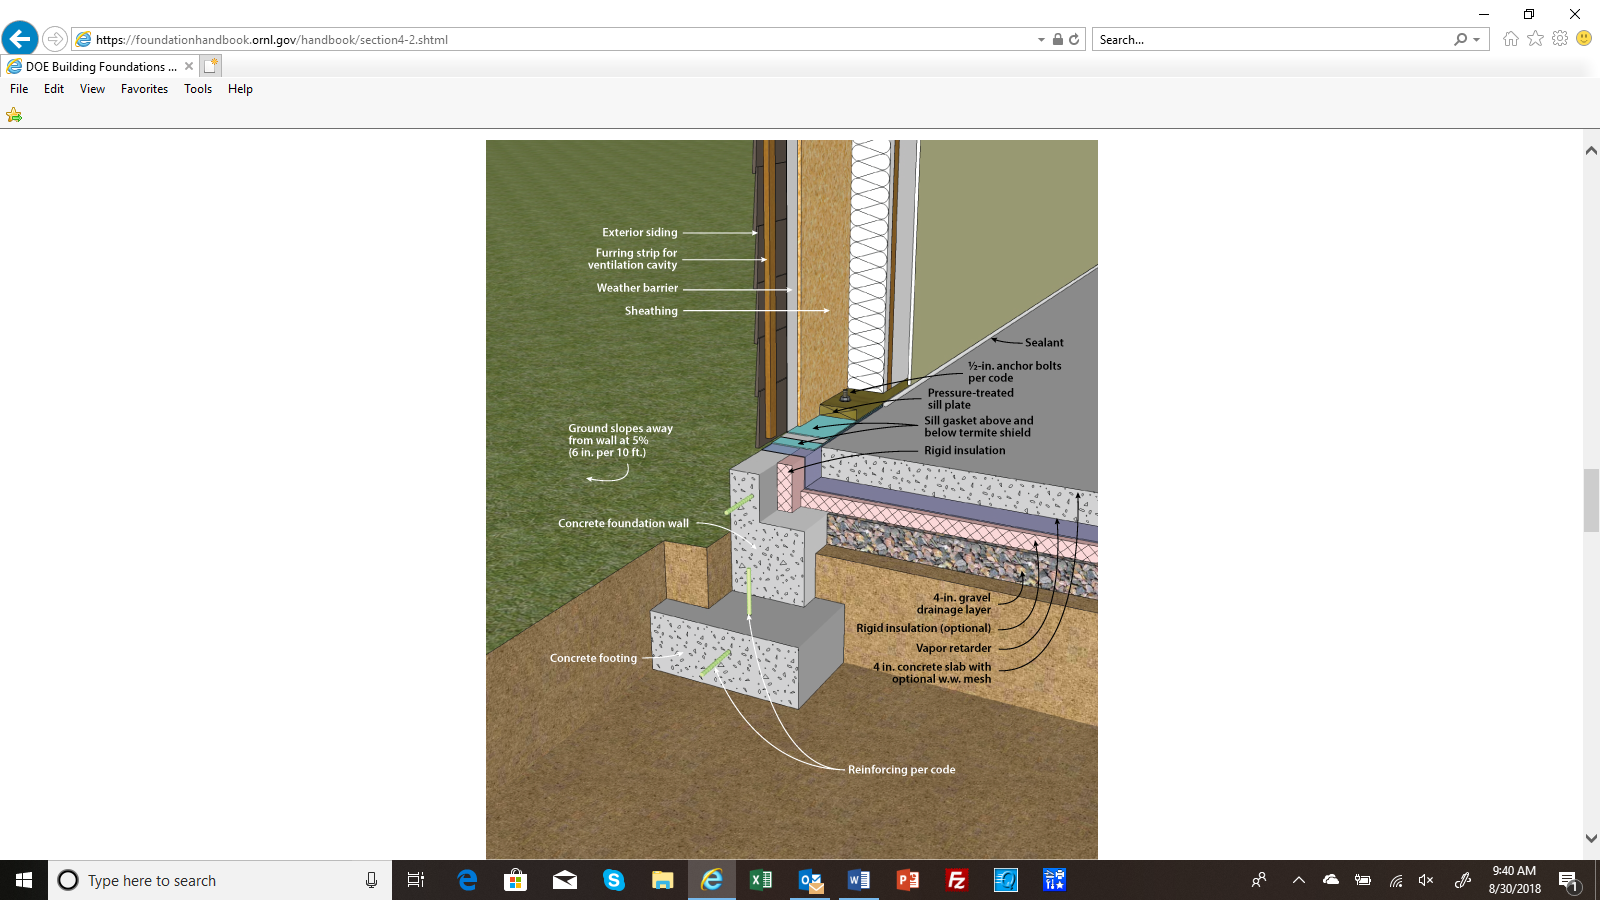 https://foundationhandbook.ornl.gov/handbook/section4-2.shtml
Search...
DOE Building Foundations ...
File Edit View Favorites Tools Help
Exterior siding
Furring strip for
ventilation cavity
Weather barrier
Sheathing
Sealant
½-in. anchor bolts
per code
Pressure-treated
sill plate
Sill gasket above and
below termite shield
Rigid insulation
Ground slopes away
from wall at 5%
(6 in. per 10 ft.)
Concrete foundation wall
4-in. gravel
drainage layer
Rigid insulation (optional)
Vapor retarder
4 in. concrete slab with
optional w.w. mesh
Concrete footing
Reinforcing per code
Type here to search
9:40 AM
8/30/2018
1